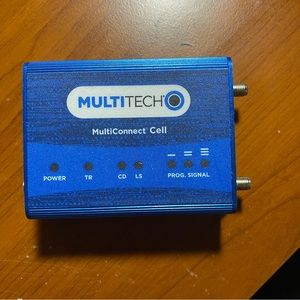 MULTITECH
MultiConnect® Cell
POWER TR CD LS PROG. SIGNAL